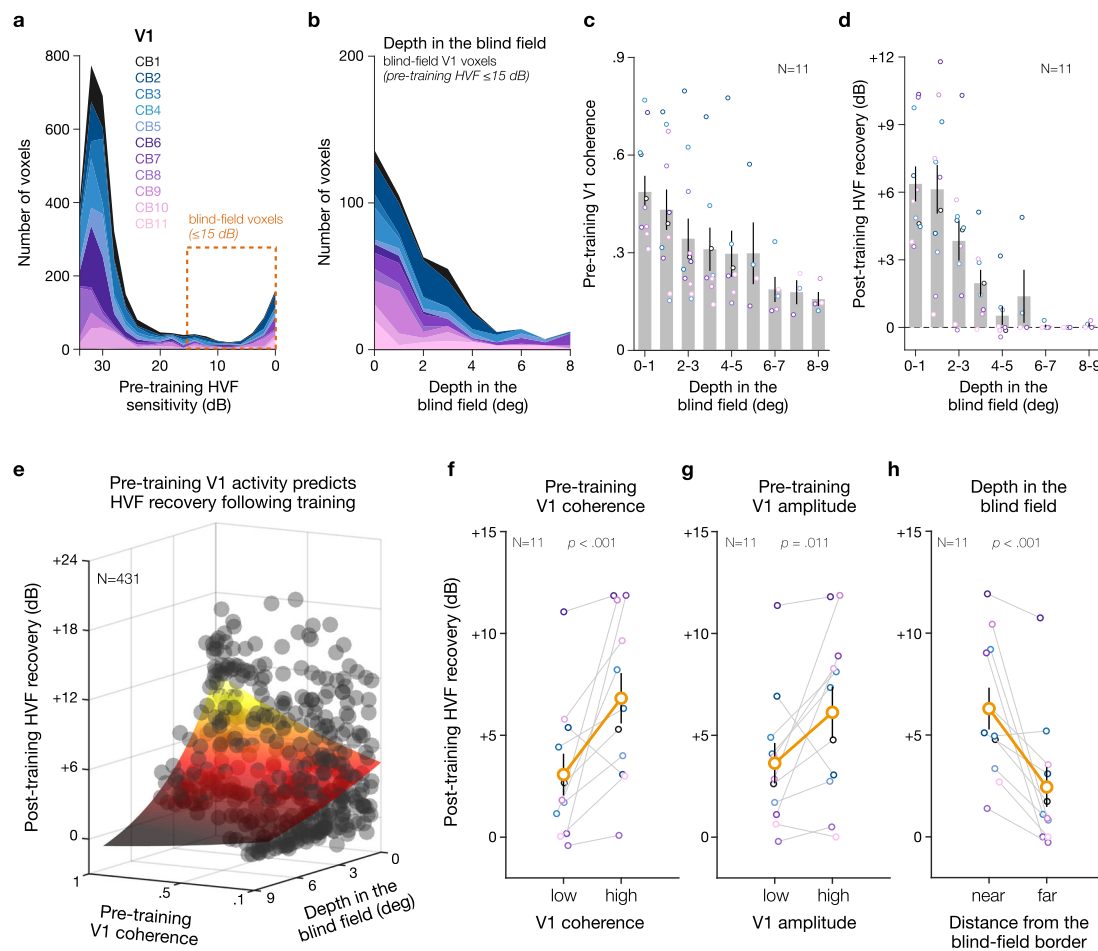 a
V1
800
600
400
200
0
Number of voxels
CB1
CB2
CB3
CB4
CB5
CB6
CB7
CB8
CB9
CB10
CB11
blind-field voxels
(≤15 dB)
30
20
10
0
Pre-training HVF
sensitivity (dB)
b
Depth in the blind field
blind-field V1 voxels
(pre-training HVF ≤15 dB)
200
100
0
Number of voxels
0
2
4
6
8
Depth in the
blind field (deg)
c
N=11
.9
.6
.3
0
Pre-training V1 coherence
0-1
2-3
4-5
6-7
8-9
Depth in the
blind field (deg)
d
N=11
+12
+9
+6
+3
0
Post-training HVF recovery (dB)
0-1
2-3
4-5
6-7
8-9
Depth in the
blind field (deg)
e
Pre-training V1 activity predicts
HVF recovery following training
N=431
+24
+18
+12
+6
0
Post-training HVF recovery (dB)
1
.5
.1
Pre-training
V1 coherence
9
6
3
0
Depth in the
blind field (deg)
f
Pre-training
V1 coherence
N=11 p < .001
+15
+10
+5
0
Post-training HVF recovery (dB)
low
high
V1 coherence
g
Pre-training
V1 amplitude
N=11 p = .011
+15
+10
+5
0
low
high
V1 amplitude
h
Depth in the
blind field
N=11 p < .001
+15
+10
+5
0
near
far
Distance from the
blind-field border